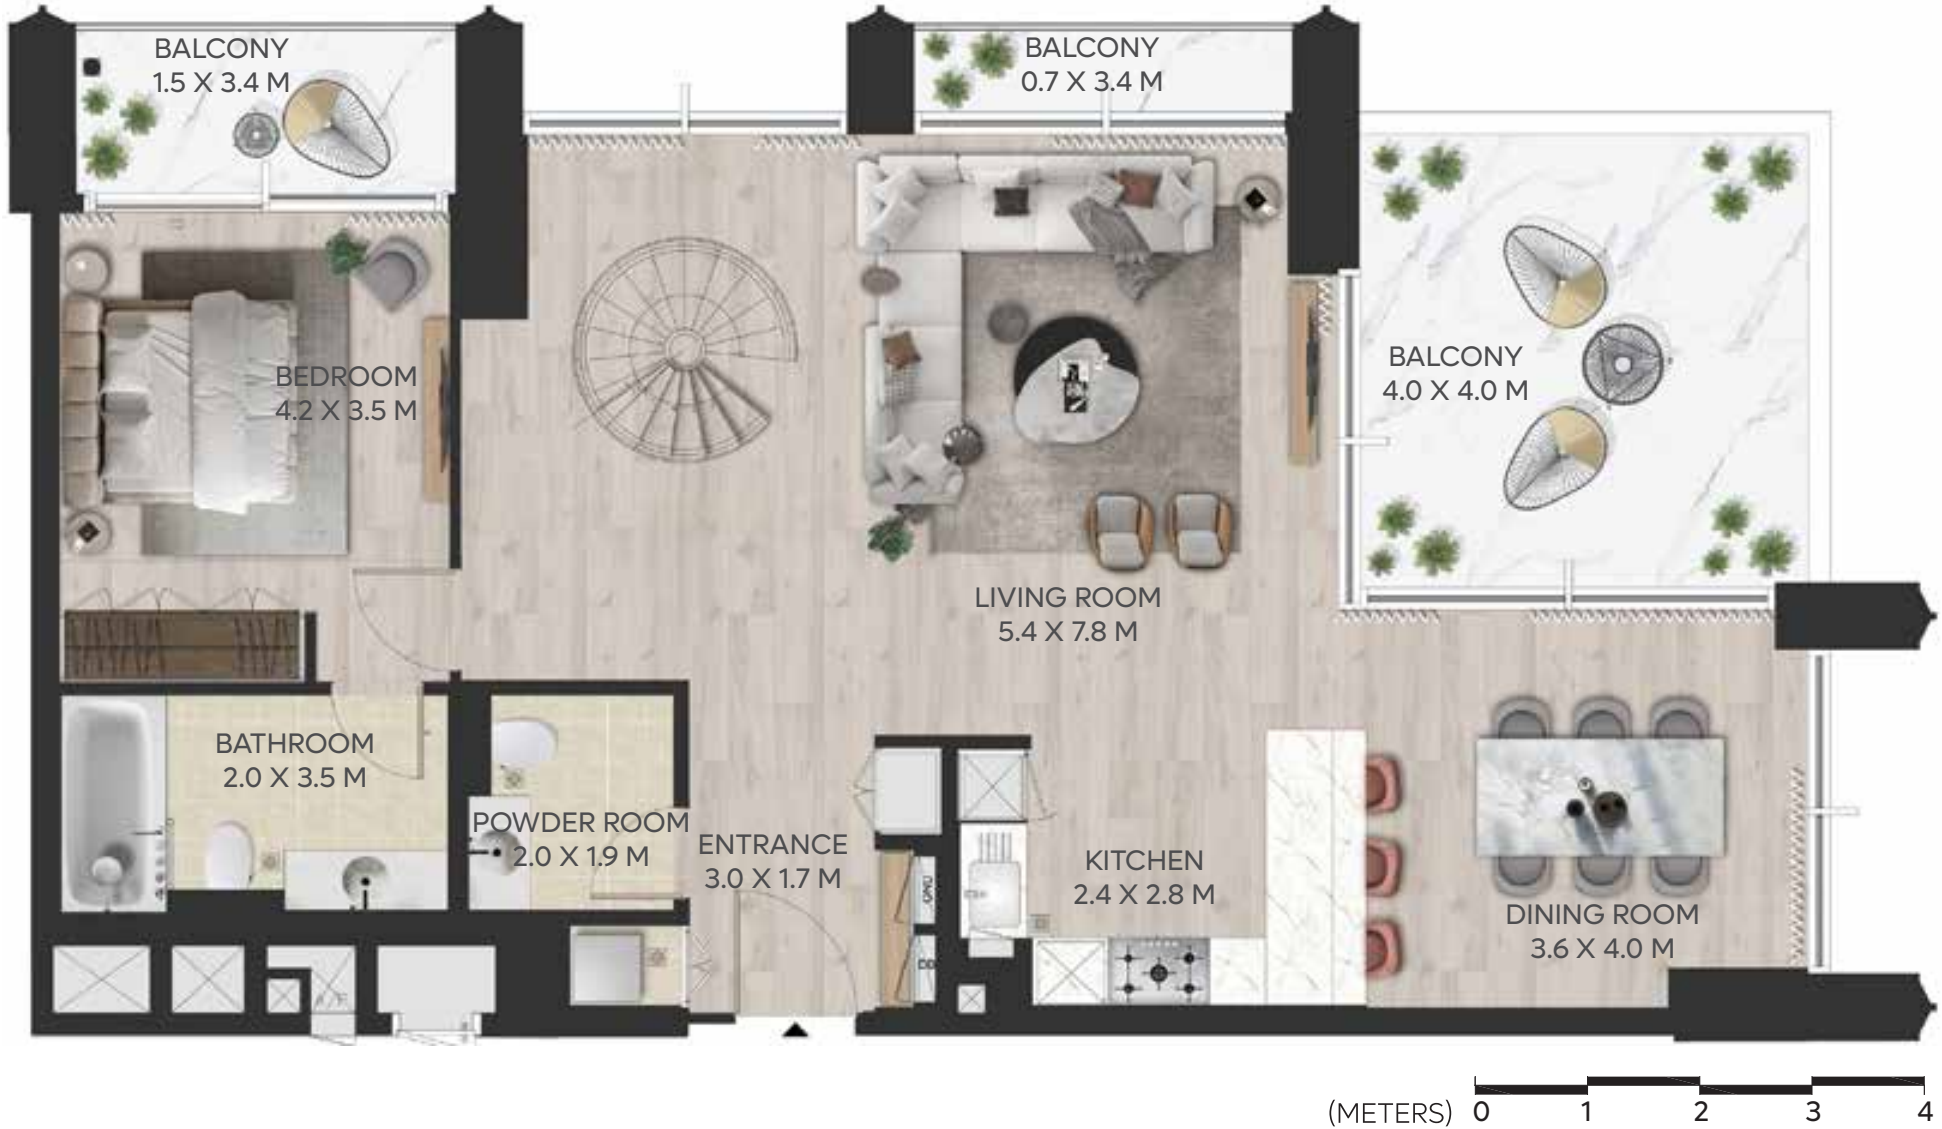 BALCONY
1.5 X 3.4 M
BALCONY
0.7 X 3.4 M
BALCONY
4.0 X 4.0 M
BEDROOM
4.2 X 3.5 M
LIVING ROOM
5.4 X 7.8 M
BATHROOM
2.0 X 3.5 M
POWDER ROOM
2.0 X 1.9 M
ENTRANCE
3.0 X 1.7 M
KITCHEN
2.4 X 2.8 M
DINING ROOM
3.6 X 4.0 M
(METERS) 0 1 2 3 4